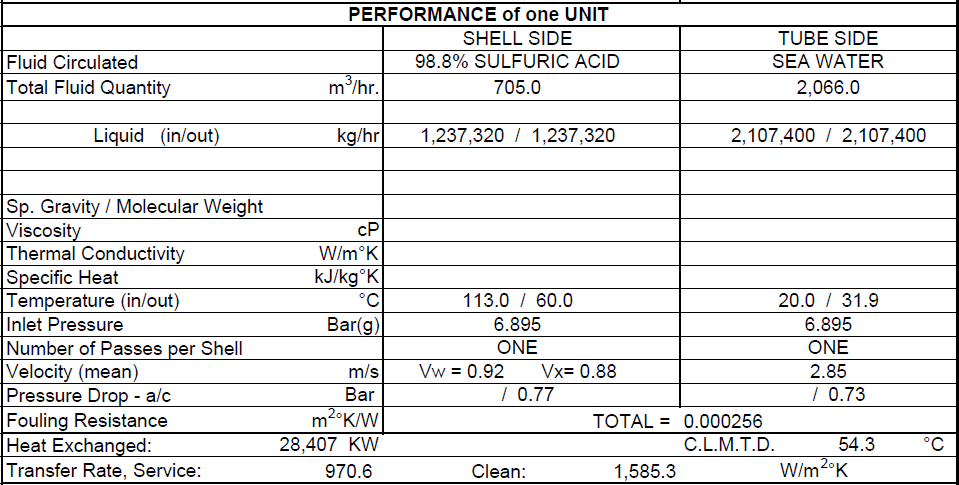 PERFORMANCE of one UNIT
SHELL SIDE TUBE SIDE
Fluid Circulated 98.8% SULFURIC ACID SEA WATER
Total Fluid Quantity m³/hr. 705.0 2,066.0
Liquid (in/out) kg/hr 1,237,320 / 1,237,320 2,107,400 / 2,107,400
Sp. Gravity / Molecular Weight
Viscosity cP
Thermal Conductivity W/m°K
Specific Heat kJ/kg°K
Temperature (in/out) °C 113.0 / 60.0 20.0 / 31.9
Inlet Pressure Bar(g) 6.895 6.895
Number of Passes per Shell ONE ONE
Velocity (mean) m/s Vw = 0.92 Vx= 0.88 2.85
Pressure Drop - a/c Bar / 0.77 / 0.73
Fouling Resistance m²°K/W TOTAL = 0.000256
Heat Exchanged: 28,407 KW C.L.M.T.D. 54.3 °C
Transfer Rate, Service: 970.6 Clean: 1,585.3 W/m²°K